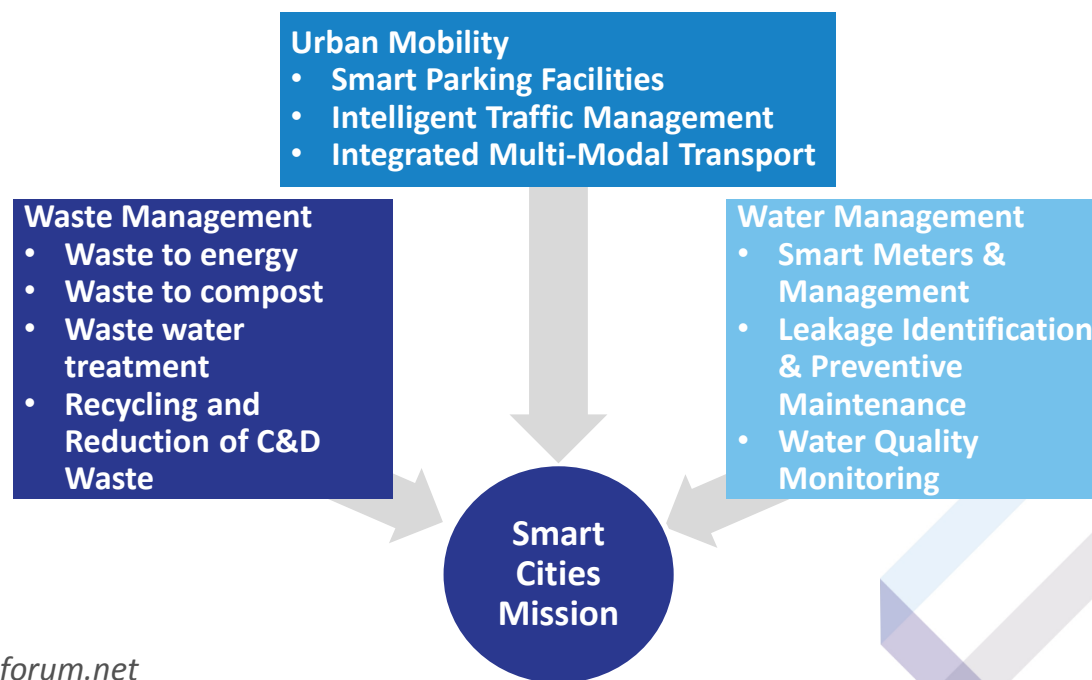 Urban Mobility
• Smart Parking Facilities
• Intelligent Traffic Management
• Integrated Multi-Modal Transport
Waste Management
• Waste to energy
• Waste to compost
• Waste water
treatment
• Recycling and
Reduction of C&D
Waste
Water Management
• Smart Meters &
Management
• Leakage Identification
& Preventive
Maintenance
• Water Quality
Monitoring
Smart
Cities
Mission
forum.net